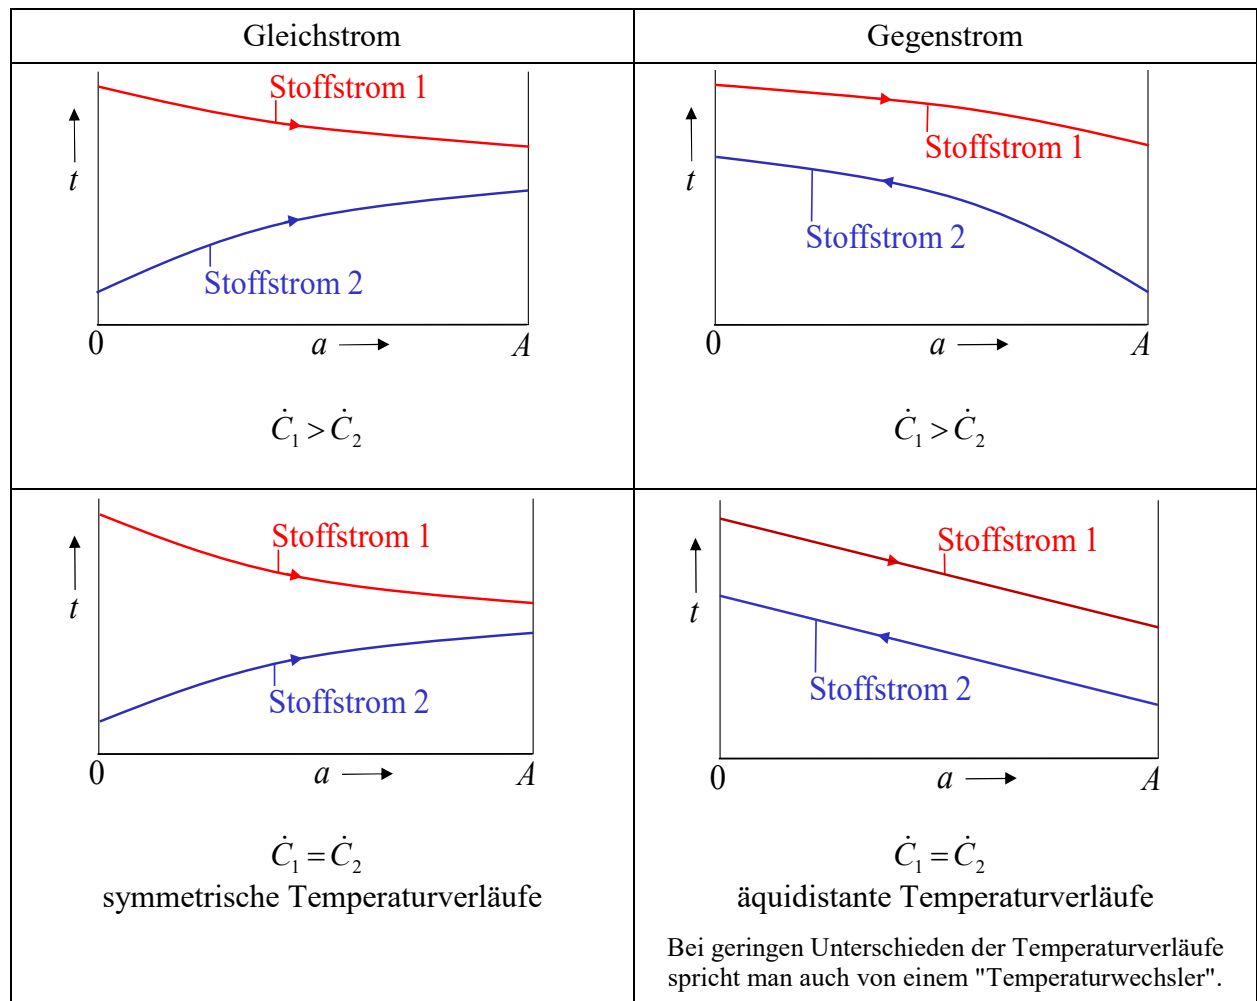 Gleichstrom
Gegenstrom
Stoffstrom 1
t
Stoffstrom 2
0
a
A
Ċ₁ > Ċ₂
Stoffstrom 1
t
Stoffstrom 2
0
a
A
Ċ₁ > Ċ₂
Stoffstrom 1
t
Stoffstrom 2
0
a
A
Ċ₁ = Ċ₂
symmetrische Temperaturverläufe
Stoffstrom 1
t
Stoffstrom 2
0
a
A
Ċ₁ = Ċ₂
äquidistante Temperaturverläufe
Bei geringen Unterschieden der Temperaturverläufe
spricht man auch von einem "Temperaturwechsler".